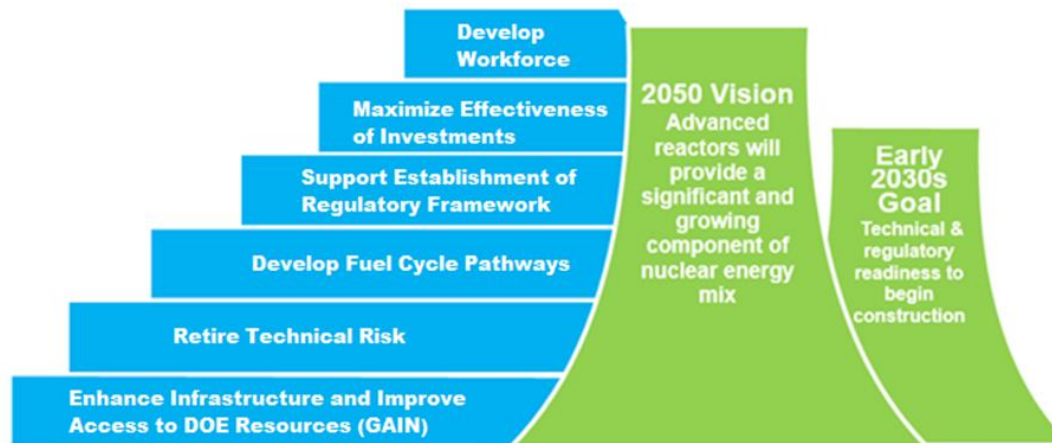 Develop
Workforce
Maximize Effectiveness
of Investments
Support Establishment of
Regulatory Framework
Develop Fuel Cycle Pathways
Retire Technical Risk
Enhance Infrastructure and Improve
Access to DOE Resources (GAIN)
2050 Vision
Advanced
reactors will
provide a
significant and
growing
component of
nuclear energy
mix
Early
2030s
Goal
Technical &
regulatory
readiness to
begin
construction